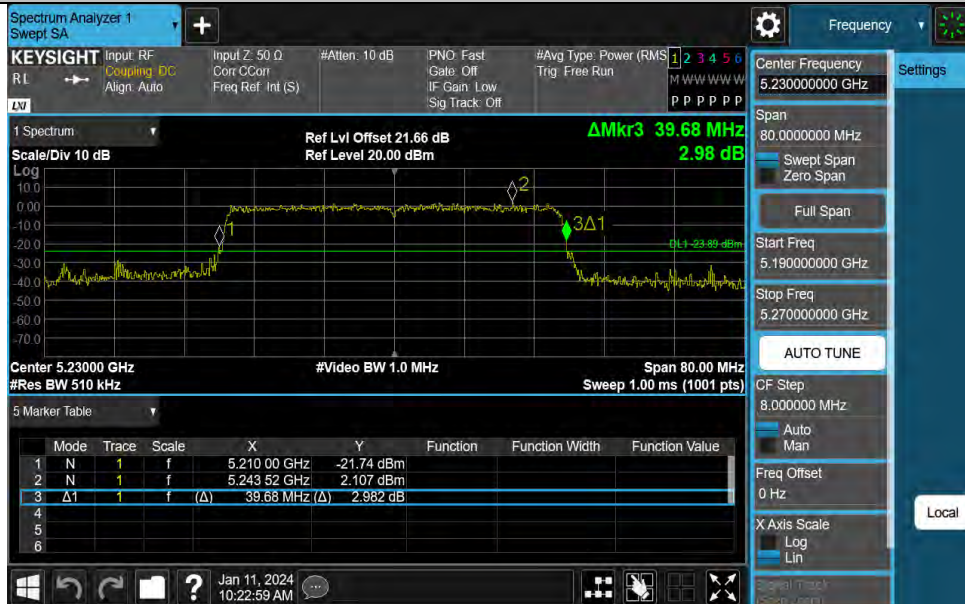 Spectrum Analyzer 1
Swept SA
+
Frequency
KEYSIGHT
RL
LXI
Input: RF
Coupling: DC
Align: Auto
Input Z: 50 Ω
Corr CCorr
Freq Ref: Int (S)
#Atten: 10 dB
PNO: Fast
Gate: Off
IF Gain: Low
Sig Track: Off
#Avg Type: Power (RMS
Trig: Free Run
1 2 3 4 5 6
M W W W W W
P P P P P P
Center Frequency
5.230000000 GHz
Settings
1 Spectrum
Scale/Div 10 dB
Ref Lvl Offset 21.66 dB
Ref Level 20.00 dBm
ΔMkr3 39.68 MHz
2.98 dB
Log
10.0
0.00
-10.0
-20.0
-30.0
-40.0
-50.0
-60.0
-70.0
1
2
3Δ1
DL1 -23.89 dBm
Center 5.23000 GHz
#Res BW 510 kHz
#Video BW 1.0 MHz
Span 80.00 MHz
Sweep 1.00 ms (1001 pts)
Span
80.0000000 MHz
Swept Span
Zero Span
Full Span
Start Freq
5.190000000 GHz
Stop Freq
5.270000000 GHz
AUTO TUNE
CF Step
8.000000 MHz
Auto
Man
Freq Offset
0 Hz
X Axis Scale
Log
Lin
Signal Track
Local
5 Marker Table
Mode Trace Scale X Y Function Function Width Function Value
1 N 1 f 5.210 00 GHz -21.74 dBm
2 N 1 f 5.243 52 GHz 2.107 dBm
3 Δ1 1 f (Δ) 39.68 MHz (Δ) 2.982 dB
4
5
6
?
Jan 11, 2024
10:22:59 AM